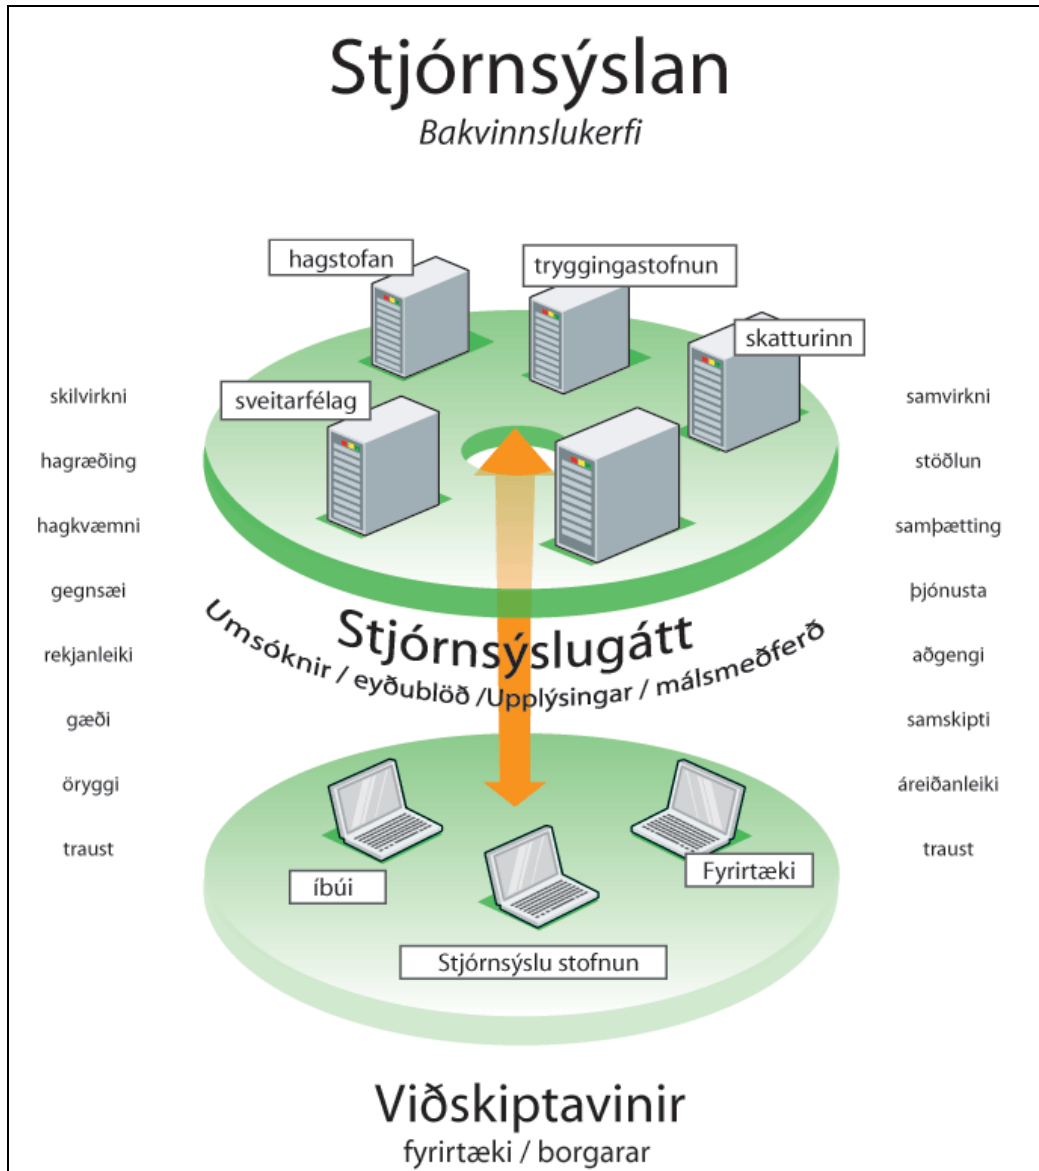 Stjórnsýslan
Bakvinnslukerfi
hagstofan
tryggingastofnun
skatturinn
sveitarfélag
skilvirkni
hagræðing
hagkvæmni
gegnsæi
rekjanleiki
gæði
öryggi
traust
samvirkni
stöðlun
samþætting
þjónusta
aðgengi
samskipti
áreiðanleiki
traust
Stjórnsýslugátt
Umsóknir / eyðublöð /Upplýsingar / málsmeðferð
íbúi
Fyrirtæki
Stjórnsýslu stofnun
Viðskiptavinir
fyrirtæki / borgarar